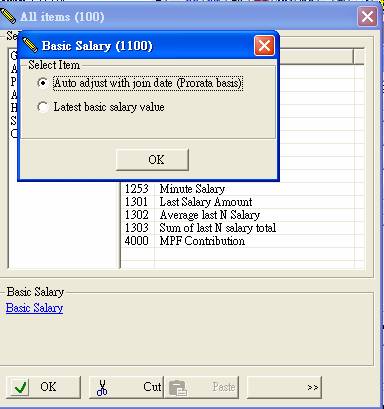 All items (100)
Se
Basic Salary (1100)
Select Item
Auto adjust with join date (Prorata basis)
Latest basic salary value
OK
G
A
P
A
H
S
C
1253 Minute Salary
1301 Last Salary Amount
1302 Average last N Salary
1303 Sum of last N salary total
4000 MPF Contribution
Basic Salary
Basic Salary
OK
Cut
Paste
>>